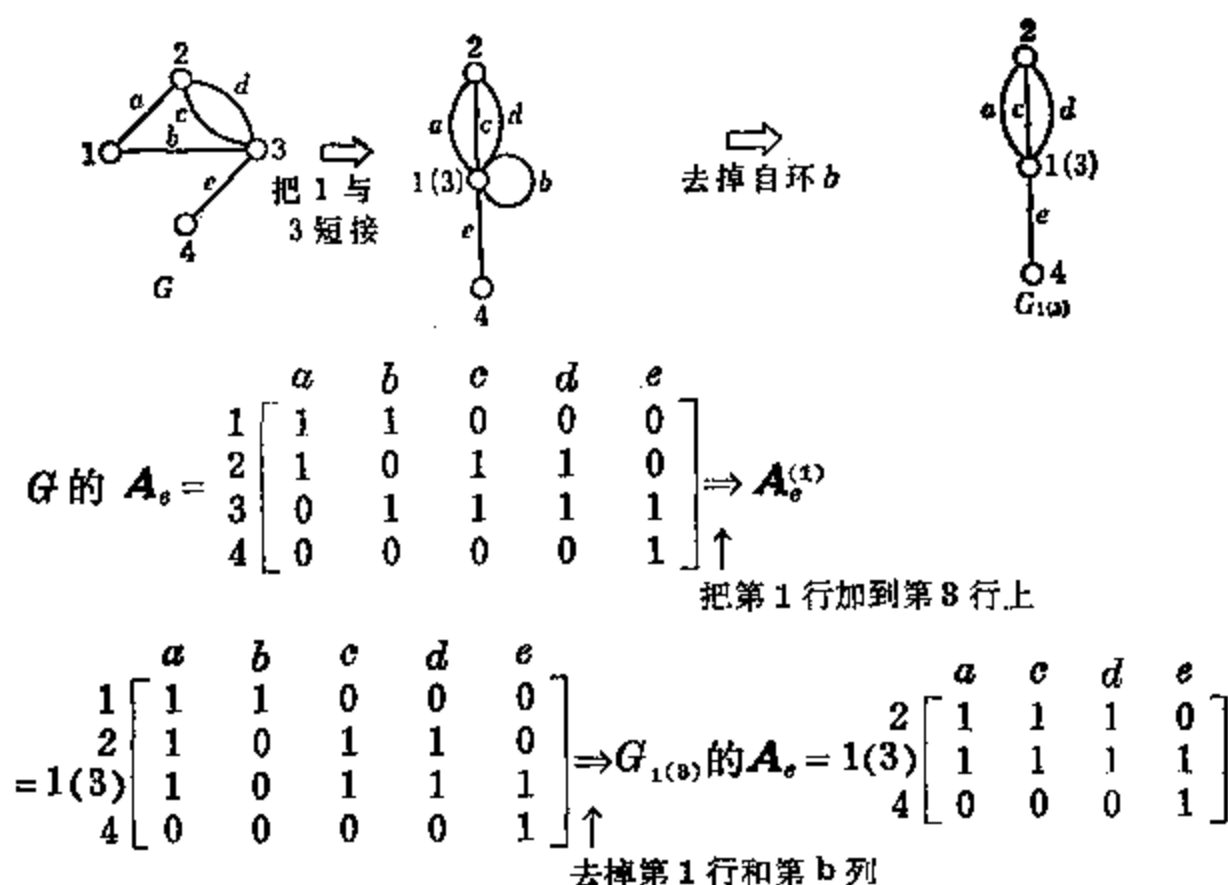 2
a
c
d
1
b
3
e
4
G
把 1 与
3 短接
2
a
c
d
1(3)
b
e
4
去掉自环 b
2
a
c
d
1(3)
e
4
G1(3)
a b c d e
1 1 1 0 0 0
G 的 Ae = 2 1 0 1 1 0 ⇒ Ae(1)
3 0 1 1 1 1
4 0 0 0 0 1 ↑
把第 1 行加到第 3 行上
a b c d e
1 1 1 0 0 0
2 1 0 1 1 0
= 1(3) 1 0 1 1 1
4 0 0 0 0 1 ↑
去掉第 1 行和第 b 列
⇒ G1(3) 的 Ae = 1(3)
a c d e
2 1 1 1 0
1(3) 1 1 1 1
4 0 0 0 1